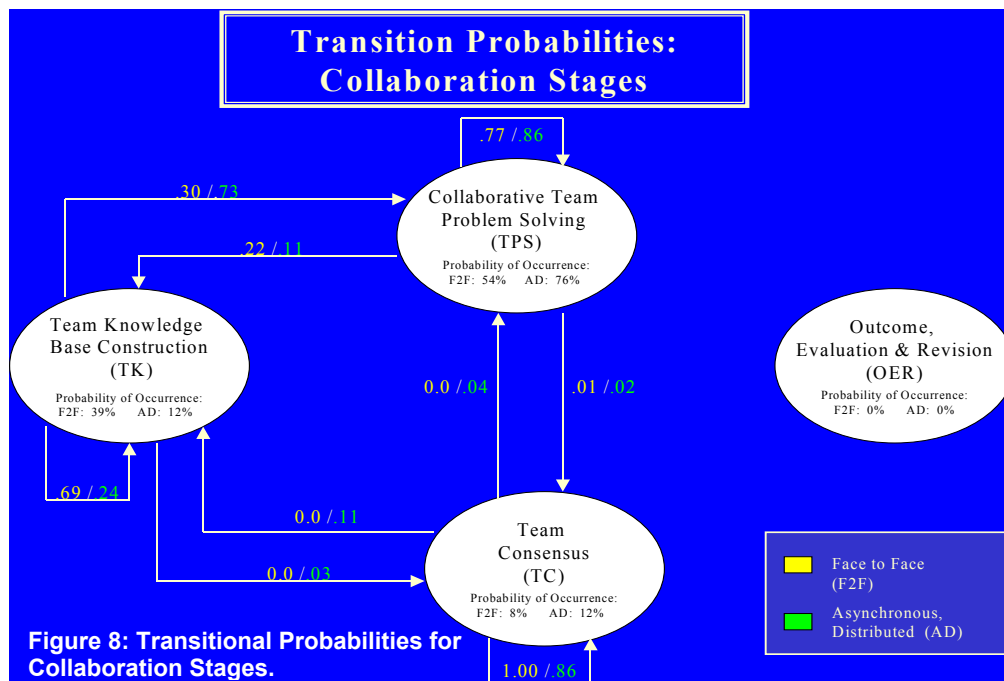 Transition Probabilities:
Collaboration Stages
.77 /.86
.30 /.73
Collaborative Team
Problem Solving
(TPS)
Probability of Occurrence:
F2F: 54% AD: 76%
.22 /.11
Team Knowledge
Base Construction
(TK)
Probability of Occurrence:
F2F: 39% AD: 12%
Outcome,
Evaluation & Revision
(OER)
Probability of Occurrence:
F2F: 0% AD: 0%
0.0 /.04
.01 /.02
.69 /.24
0.0 /.11
0.0 /.03
Team
Consensus
(TC)
Probability of Occurrence:
F2F: 8% AD: 12%
1.00 /.86
Face to Face
(F2F)
Asynchronous,
Distributed (AD)
Figure 8: Transitional Probabilities for
Collaboration Stages.